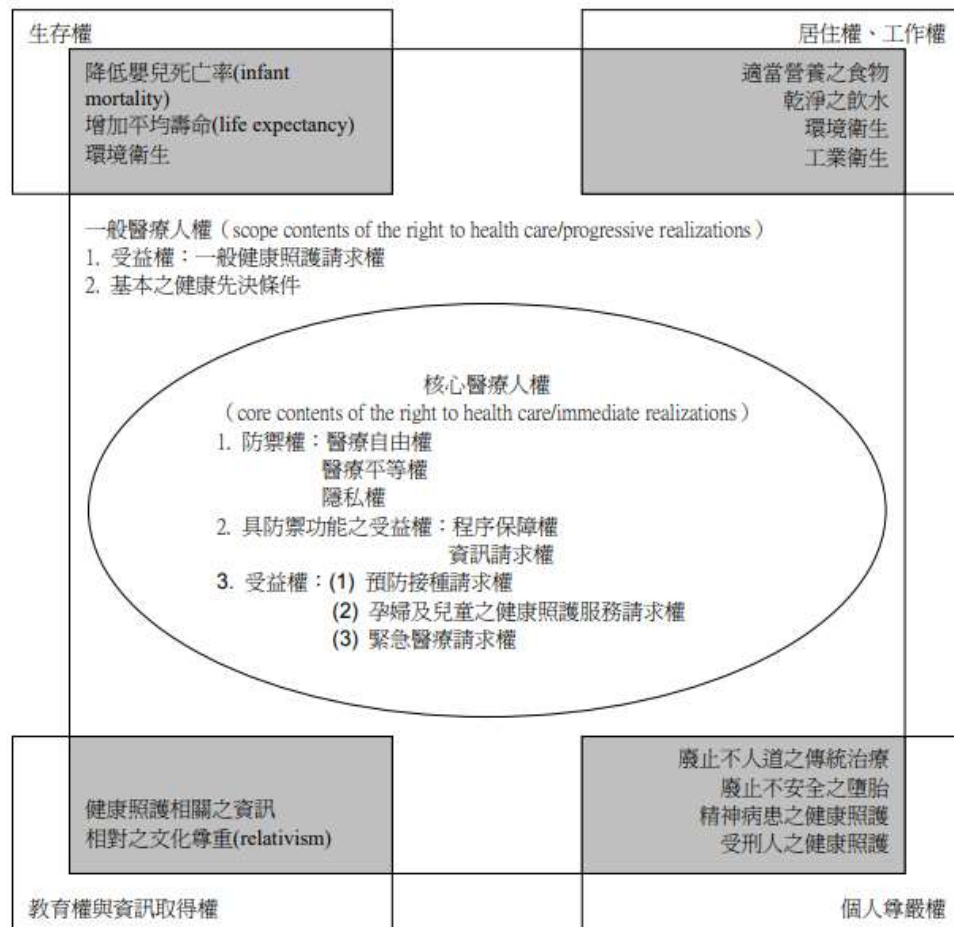 生存權
居住權、工作權
降低嬰兒死亡率(infant
mortality)
增加平均壽命(life expectancy)
環境衛生
適當營養之食物
乾淨之飲水
環境衛生
工業衛生
一般醫療人權（scope contents of the right to health care/progressive realizations）
1. 受益權：一般健康照護請求權
2. 基本之健康先決條件
核心醫療人權
（core contents of the right to health care/immediate realizations）
1. 防禦權：醫療自由權
醫療平等權
隱私權
2. 具防禦功能之受益權：程序保障權
資訊請求權
3. 受益權：(1) 預防接種請求權
(2) 孕婦及兒童之健康照護服務請求權
(3) 緊急醫療請求權
健康照護相關之資訊
相對之文化尊重(relativism)
廢止不人道之傳統治療
廢止不安全之墮胎
精神病患之健康照護
受刑人之健康照護
教育權與資訊取得權
個人尊嚴權